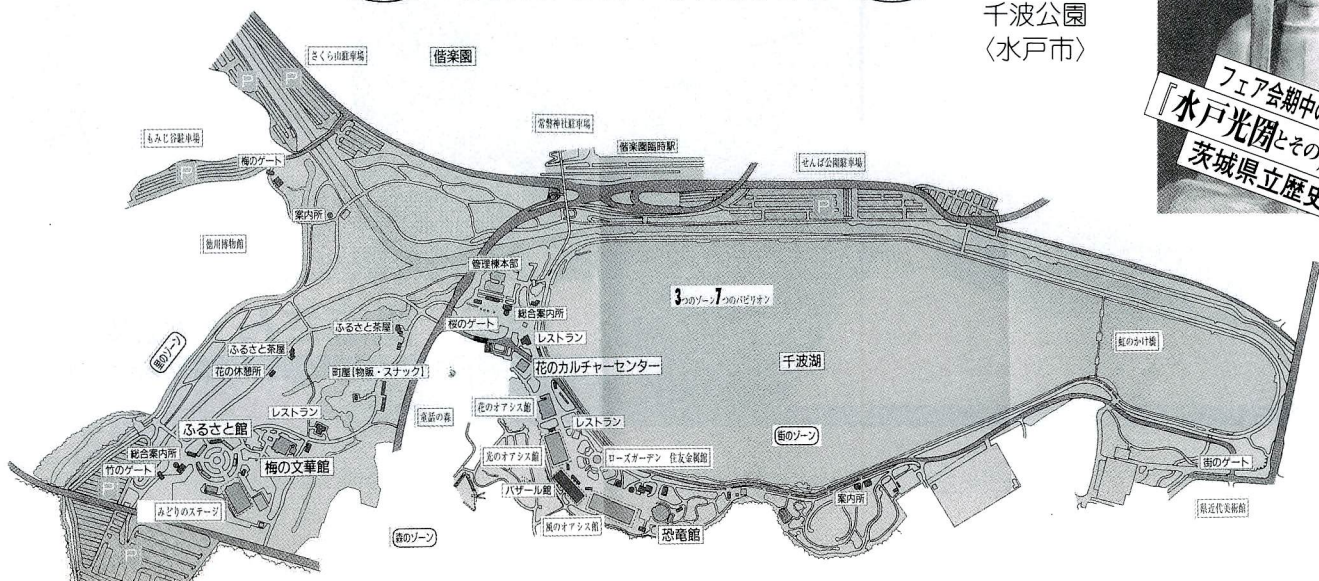 千波公園
〈水戸市〉
フェア会期中の
『水戸光圀とその
茨城県立歴史
さくら山駐車場
偕楽園
もみじ谷駐車場
常磐神社駐車場
偕楽園臨時駅
せんば公園駐車場
梅のゲート
案内所
徳川博物館
管理棟本部
総合案内所
桜のゲート
レストラン
3つのゾーン7つのパビリオン
千波湖
虹のかけ橋
里のゾーン
ふるさと茶屋
ふるさと茶屋
花の休憩所
町屋【物販・スナック】
花のカルチャーセンター
童話の森
花のオアシス館
レストラン
街のゾーン
レストラン
ふるさと館
総合案内所
竹のゲート
梅の文華館
みどりのステージ
光のオアシス館
ローズガーデン 住友金属館
バザール館
風のオアシス館
恐竜館
森のゾーン
案内所
街のゲート
県近代美術館
P
P
P
P
P
P